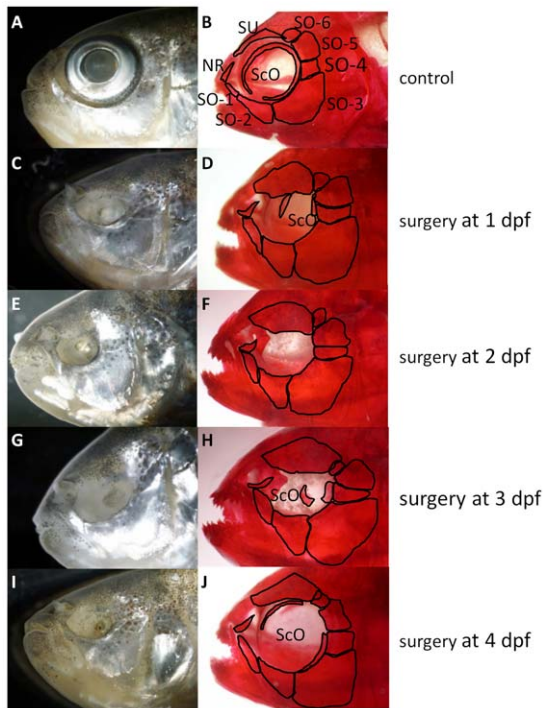 A B SU SO-6
SO-5
NR ScO SO-4
control
SO-1 SO-3
SO-2
C D
ScO
surgery at 1 dpf
E F
surgery at 2 dpf
G H
ScO
surgery at 3 dpf
I J
ScO
surgery at 4 dpf